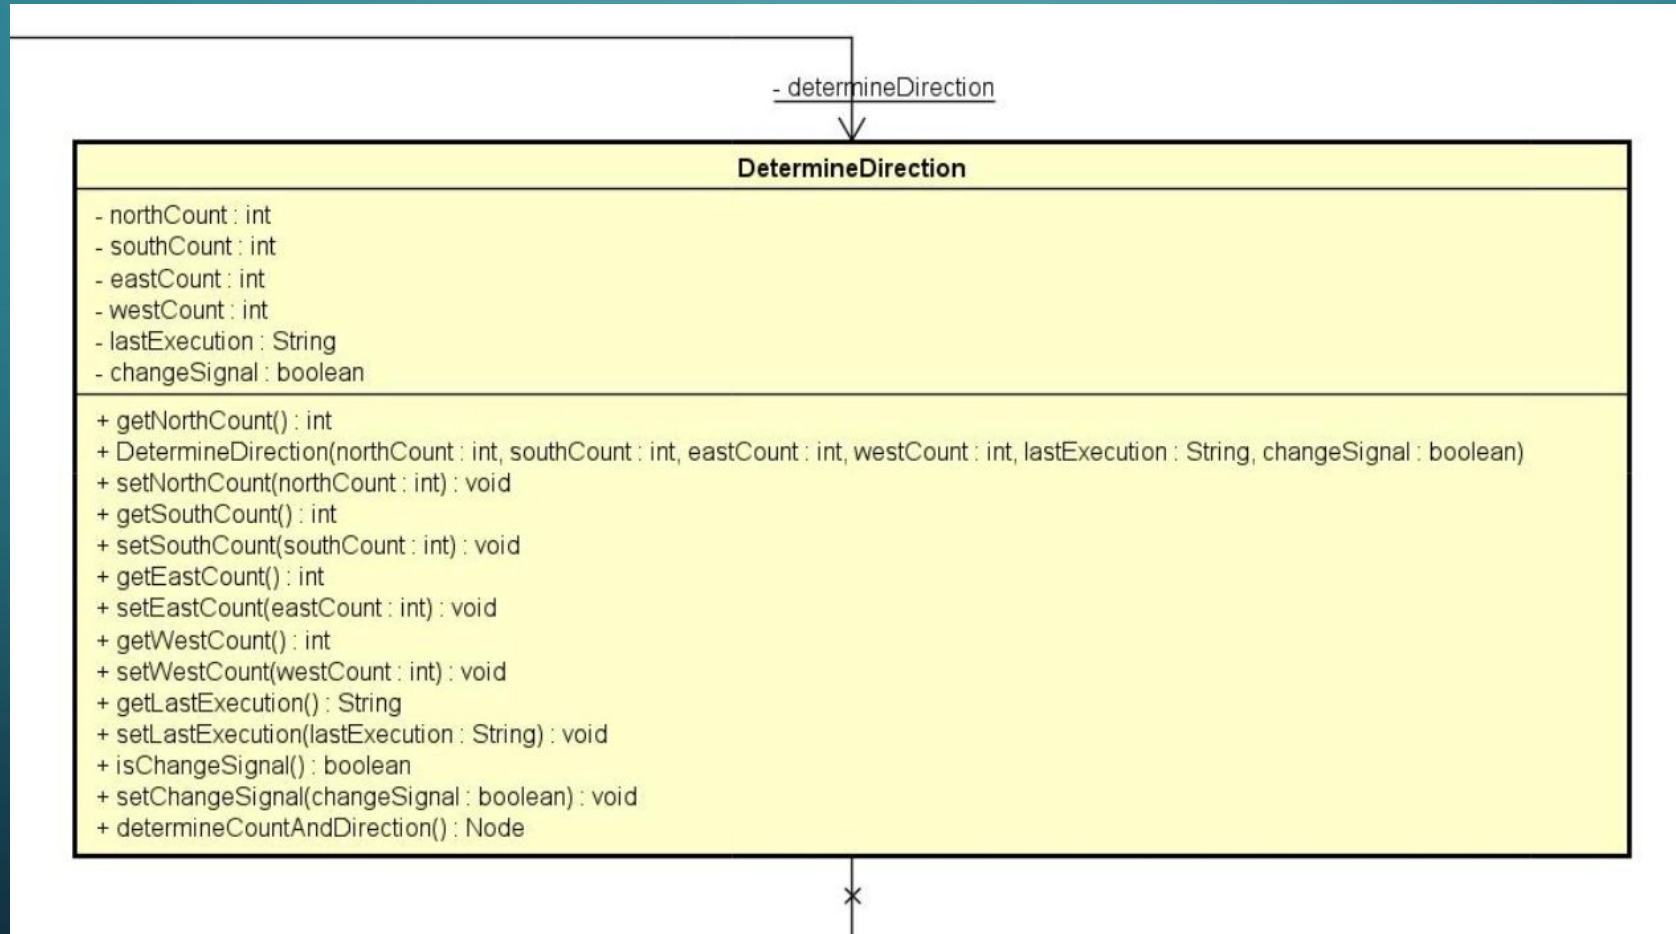 - determineDirection
DetermineDirection
- northCount : int
- southCount : int
- eastCount : int
- westCount : int
- lastExecution : String
- changeSignal : boolean
+ getNorthCount() : int
+ DetermineDirection(northCount : int, southCount : int, eastCount : int, westCount : int, lastExecution : String, changeSignal : boolean)
+ setNorthCount(northCount : int) : void
+ getSouthCount() : int
+ setSouthCount(southCount : int) : void
+ getEastCount() : int
+ setEastCount(eastCount : int) : void
+ getWestCount() : int
+ setWestCount(westCount : int) : void
+ getLastExecution() : String
+ setLastExecution(lastExecution : String) : void
+ isChangeSignal() : boolean
+ setChangeSignal(changeSignal : boolean) : void
+ determineCountAndDirection() : Node